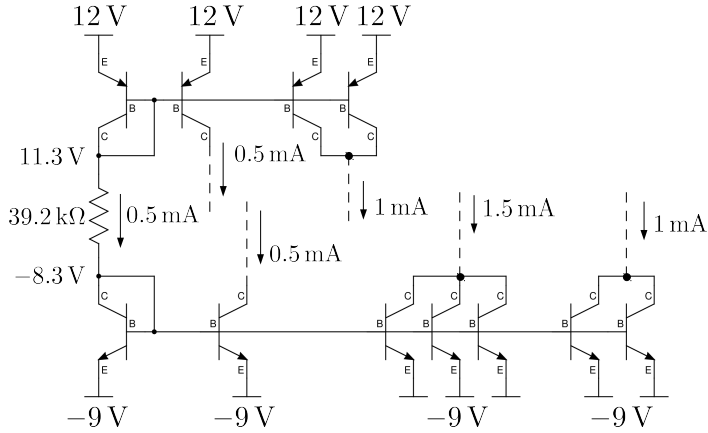 12 V 12 V 12 V 12 V
E E E E
B B B B
C C C C
11.3 V
0.5 mA
39.2 kΩ
0.5 mA
1 mA
1.5 mA
1 mA
0.5 mA
−8.3 V
C C C C C C C
B B B B B B B
E E E E E E E
−9 V −9 V −9 V −9 V